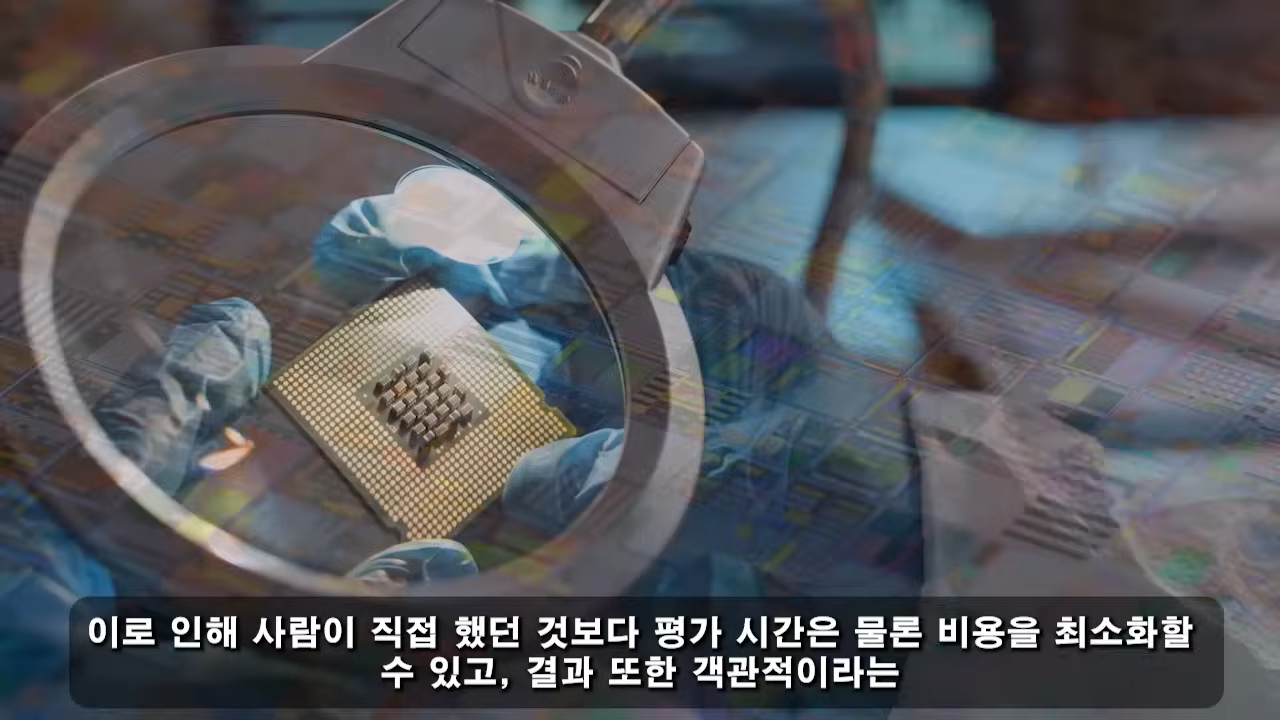 이로 인해 사람이 직접 했던 것보다 평가 시간은 물론 비용을 최소화할
수 있고, 결과 또한 객관적이라는